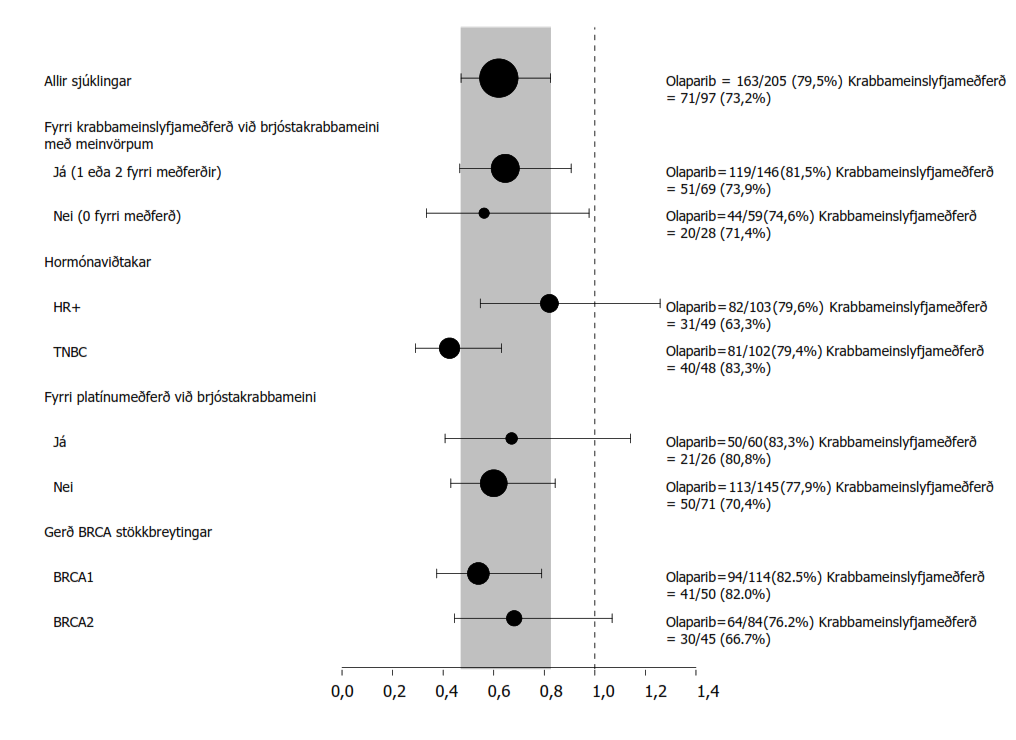 Allir sjúklingar
Olaparib = 163/205 (79,5%) Krabbameinslyfjameðferð
= 71/97 (73,2%)
Fyrri krabbameinslyfjameðferð við brjóstakrabbameini
með meinvörpum
Já (1 eða 2 fyrri meðferðir)
Olaparib=119/146(81,5%) Krabbameinslyfjameðferð
= 51/69 (73,9%)
Nei (0 fyrri meðferð)
Olaparib=44/59(74,6%) Krabbameinslyfjameðferð
= 20/28 (71,4%)
Hormónaviðtakar
HR+
Olaparib=82/103(79,6%) Krabbameinslyfjameðferð
= 31/49 (63,3%)
TNBC
Olaparib=81/102(79,4%) Krabbameinslyfjameðferð
= 40/48 (83,3%)
Fyrri platínumeðferð við brjóstakrabbameini
Já
Olaparib=50/60(83,3%) Krabbameinslyfjameðferð
= 21/26 (80,8%)
Nei
Olaparib=113/145(77,9%) Krabbameinslyfjameðferð
= 50/71 (70,4%)
Gerð BRCA stökkbreytingar
BRCA1
Olaparib=94/114(82.5%) Krabbameinslyfjameðferð
= 41/50 (82.0%)
BRCA2
Olaparib=64/84(76.2%) Krabbameinslyfjameðferð
= 30/45 (66.7%)
0,0 0,2 0,4 0,6 0,8 1,0 1,2 1,4